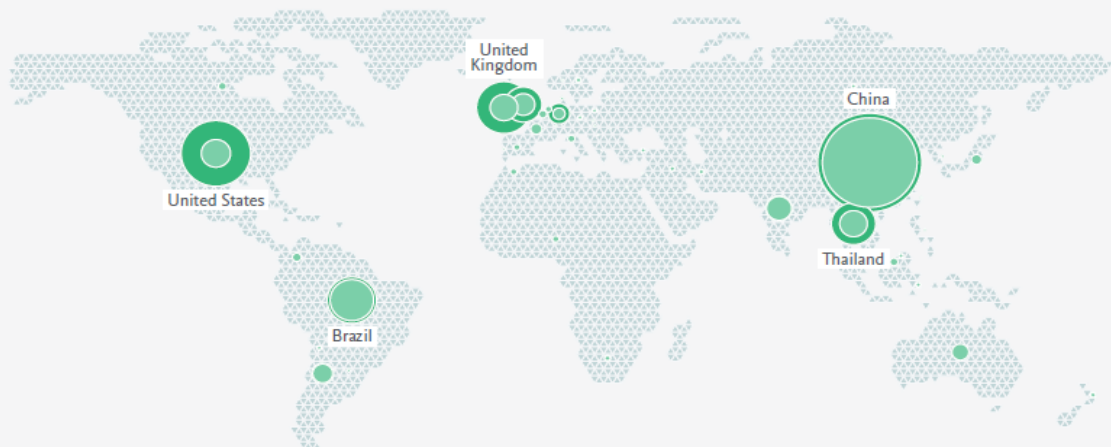 United
Kingdom
China
United States
Thailand
Brazil